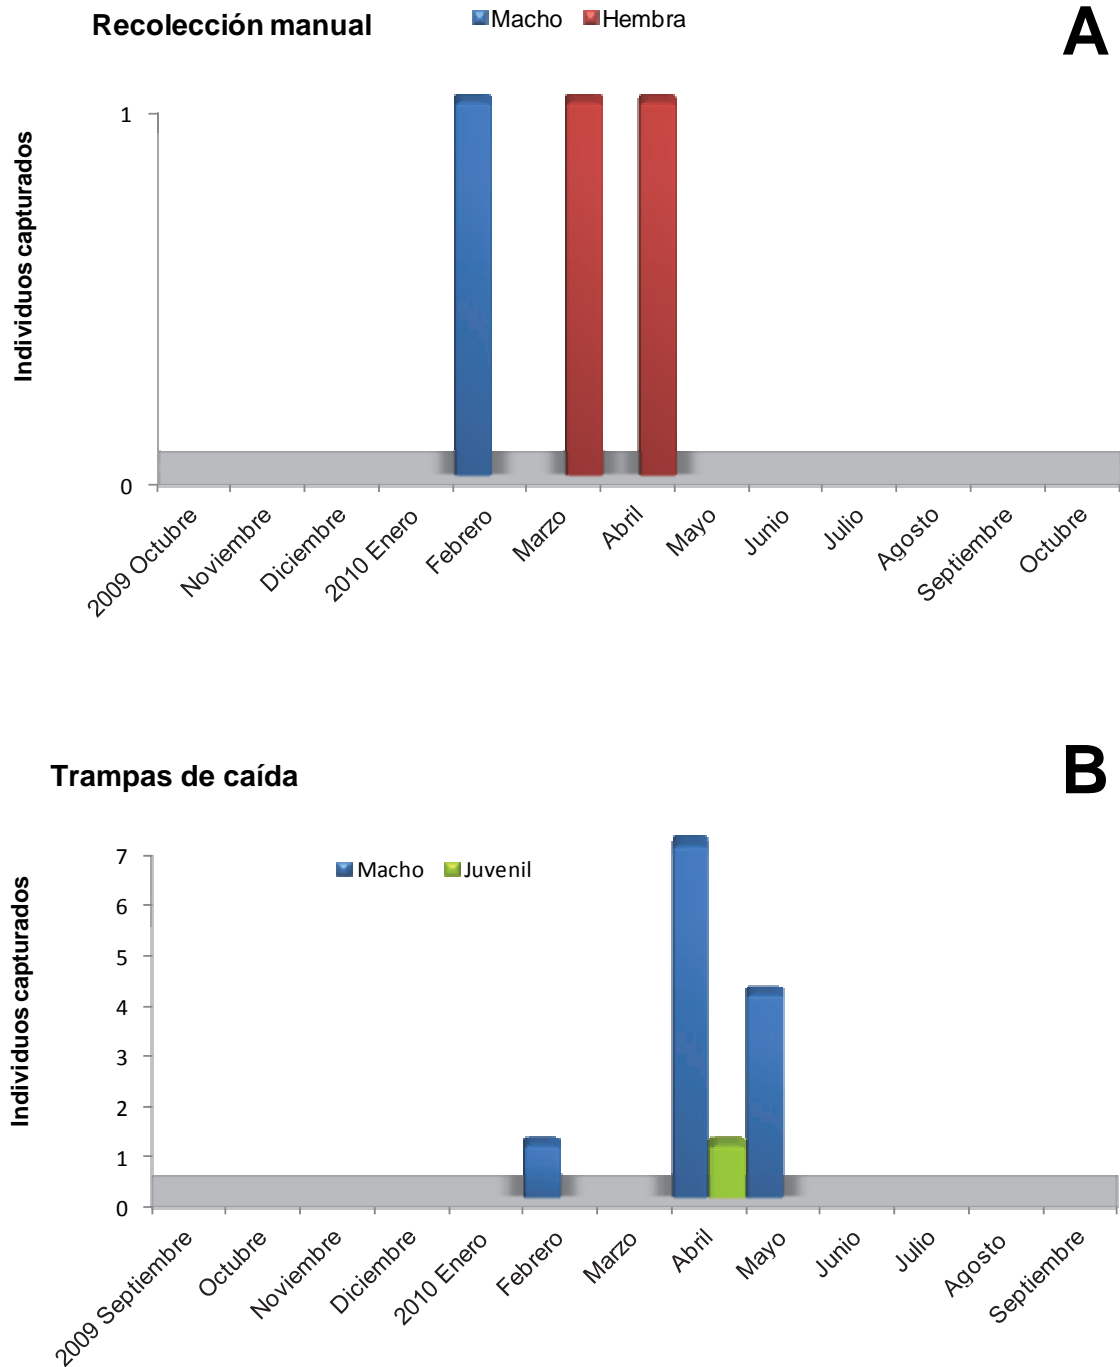 Recolección manual
Macho Hembra
A
Individuos capturados
1
0
2009 Octubre
Noviembre
Diciembre
2010 Enero
Febrero
Marzo
Abril
Mayo
Junio
Julio
Agosto
Septiembre
Octubre
Trampas de caída
B
Macho Juvenil
Individuos capturados
7
6
5
4
3
2
1
0
2009 Septiembre
Octubre
Noviembre
Diciembre
2010 Enero
Febrero
Marzo
Abril
Mayo
Junio
Julio
Agosto
Septiembre